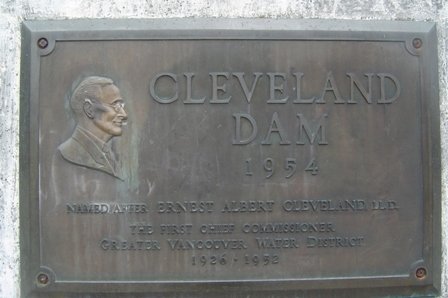 CLEVELAND
DAM
1954
NAMED AFTER ERNEST ALBERT CLEVELAND, LL.D.
THE FIRST CHIEF COMMISSIONER
GREATER VANCOUVER WATER DISTRICT
1926 - 1952